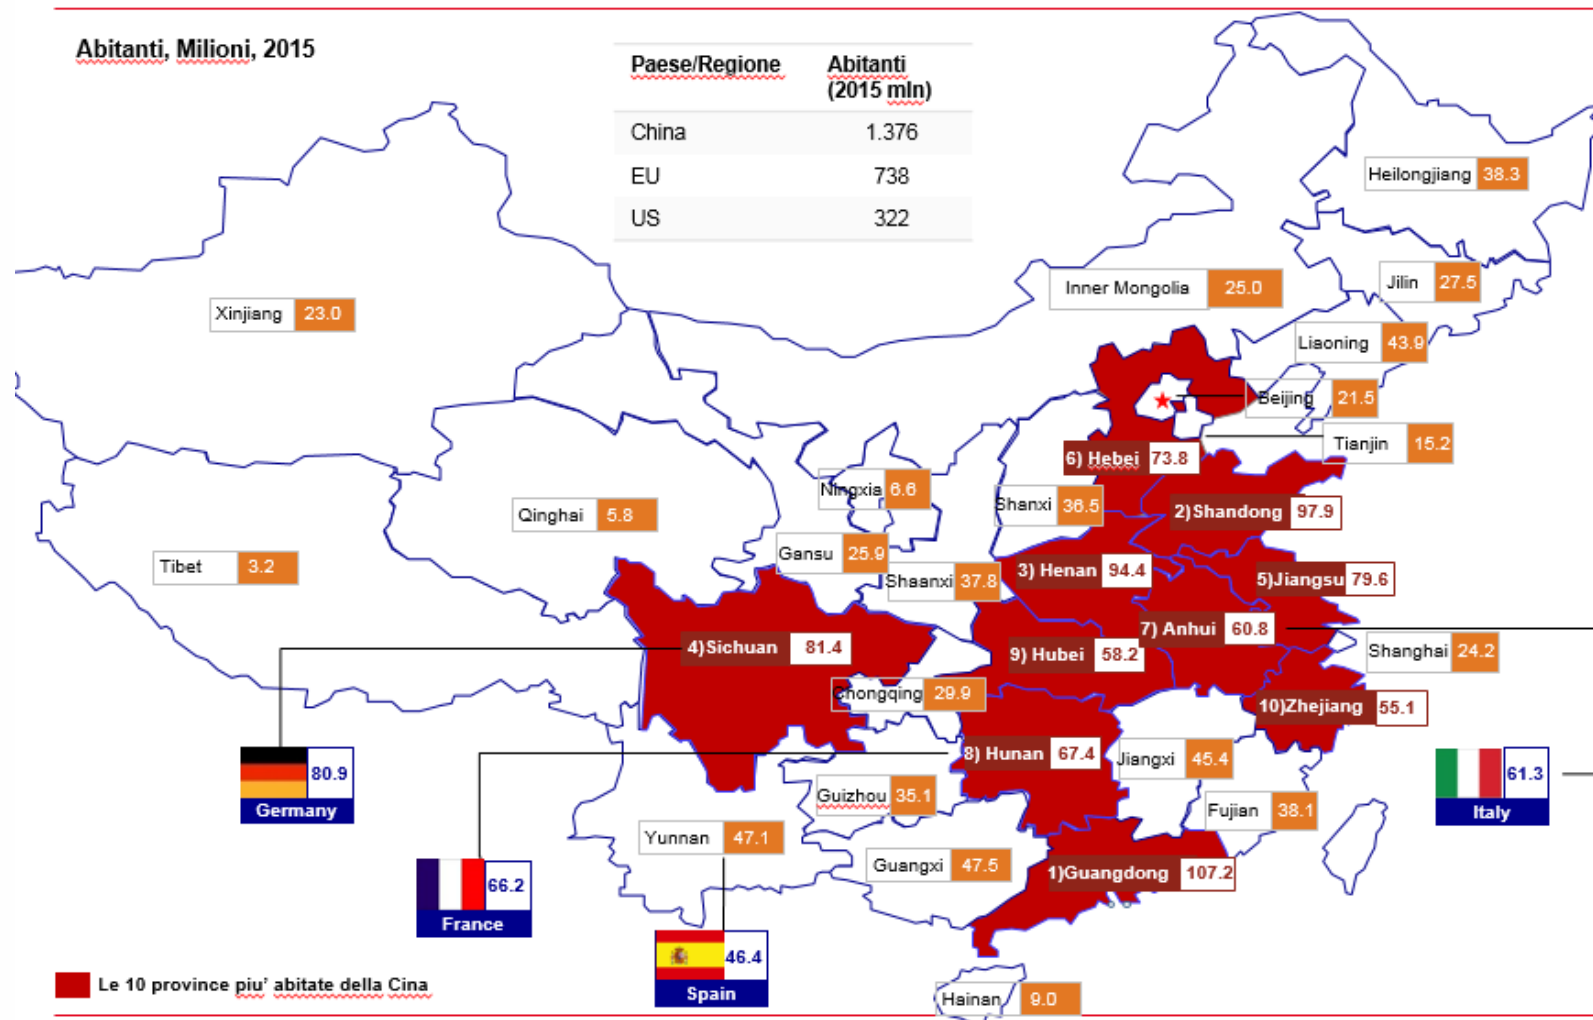 Abitanti, Milioni, 2015
Paese/Regione Abitanti (2015 mln)
China 1.376
EU 738
US 322
Heilongjiang 38.3
Jilin 27.5
Inner Mongolia 25.0
Xinjiang 23.0
Liaoning 43.9
Beijing 21.5
Tianjin 15.2
6) Hebei 73.8
Ningxia 6.6
Shanxi 36.5
2)Shandong 97.9
Qinghai 5.8
Gansu 25.9
Tibet 3.2
Shaanxi 37.8
3) Henan 94.4
5)Jiangsu 79.6
7) Anhui 60.8
4)Sichuan 81.4
9) Hubei 58.2
Shanghai 24.2
Chongqing 29.9
10)Zhejiang 55.1
8) Hunan 67.4
Jiangxi 45.4
80.9
Germany
61.3
Italy
Guizhou 35.1
Fujian 38.1
Yunnan 47.1
Guangxi 47.5
1)Guangdong 107.2
66.2
France
46.4
Spain
Le 10 province piu' abitate della Cina
Hainan 9.0